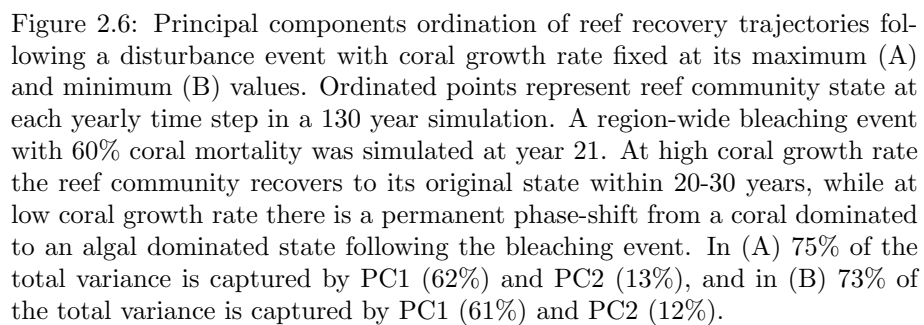 Figure 2.6: Principal components ordination of reef recovery trajectories fol-
lowing a disturbance event with coral growth rate fixed at its maximum (A)
and minimum (B) values. Ordinated points represent reef community state at
each yearly time step in a 130 year simulation. A region-wide bleaching event
with 60% coral mortality was simulated at year 21. At high coral growth rate
the reef community recovers to its original state within 20-30 years, while at
low coral growth rate there is a permanent phase-shift from a coral dominated
to an algal dominated state following the bleaching event. In (A) 75% of the
total variance is captured by PC1 (62%) and PC2 (13%), and in (B) 73% of
the total variance is captured by PC1 (61%) and PC2 (12%).